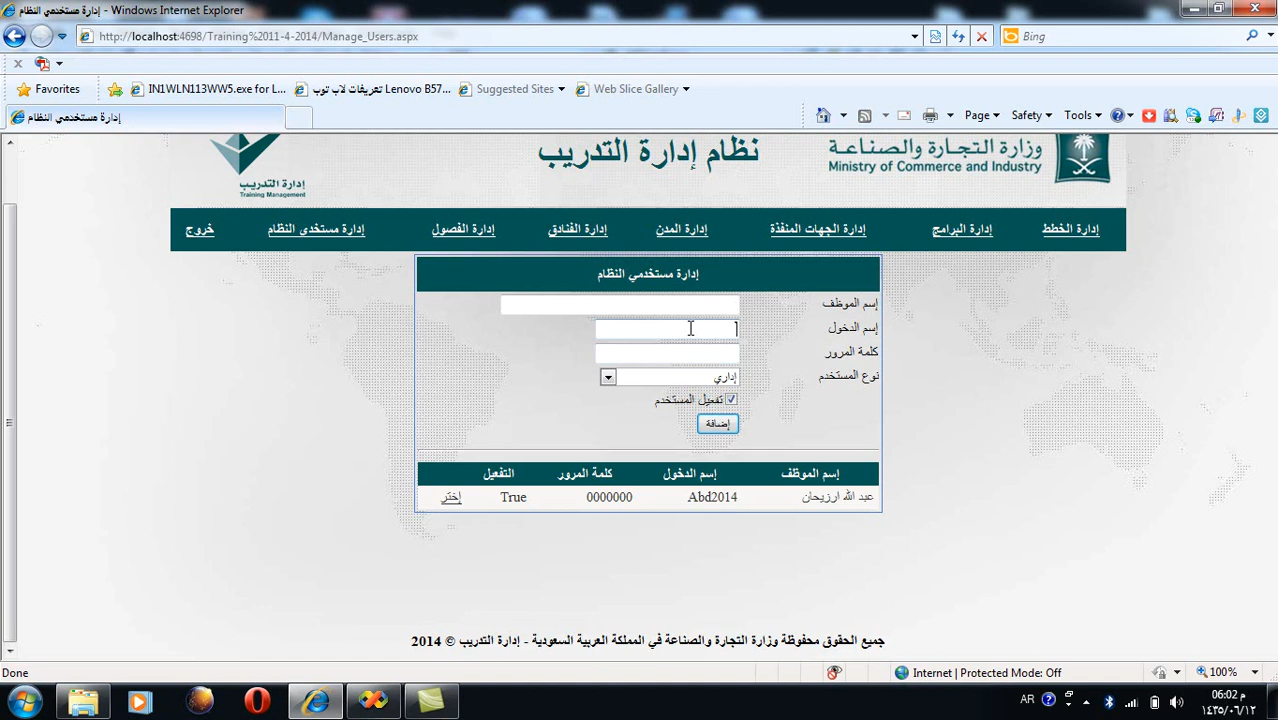 إدارة مستخدمي النظام - Windows Internet Explorer
http://localhost:4698/Training%2011-4-2014/Manage_Users.aspx
Bing
Favorites
IN1WLN113WW5.exe for L...
تعريفات لاب توب Lenovo B57...
Suggested Sites
Web Slice Gallery
إدارة مستخدمي النظام
Page
Safety
Tools
وزارة التجارة والصناعة
Ministry of Commerce and Industry
نظام إدارة التدريب
إدارة التدريب
Training Management
إدارة الخطط
إدارة البرامج
إدارة الجهات المنفذة
إدارة المدن
إدارة الفنادق
إدارة الفصول
إدارة مستخدى النظام
خروج
إدارة مستخدمي النظام
إسم الموظف
إسم الدخول
كلمة المرور
نوع المستخدم
إداري
تفعيل المستخدم
إضافة
إسم الموظف إسم الدخول كلمة المرور التفعيل
عبد الله ارزيحان Abd2014 0000000 True إختر
جميع الحقوق محفوظة وزارة التجارة والصناعة في المملكة العربية السعودية - إدارة التدريب © 2014
Done
Internet | Protected Mode: Off
100%
AR
06:02 م
١٤٣٥/٠٦/١٢